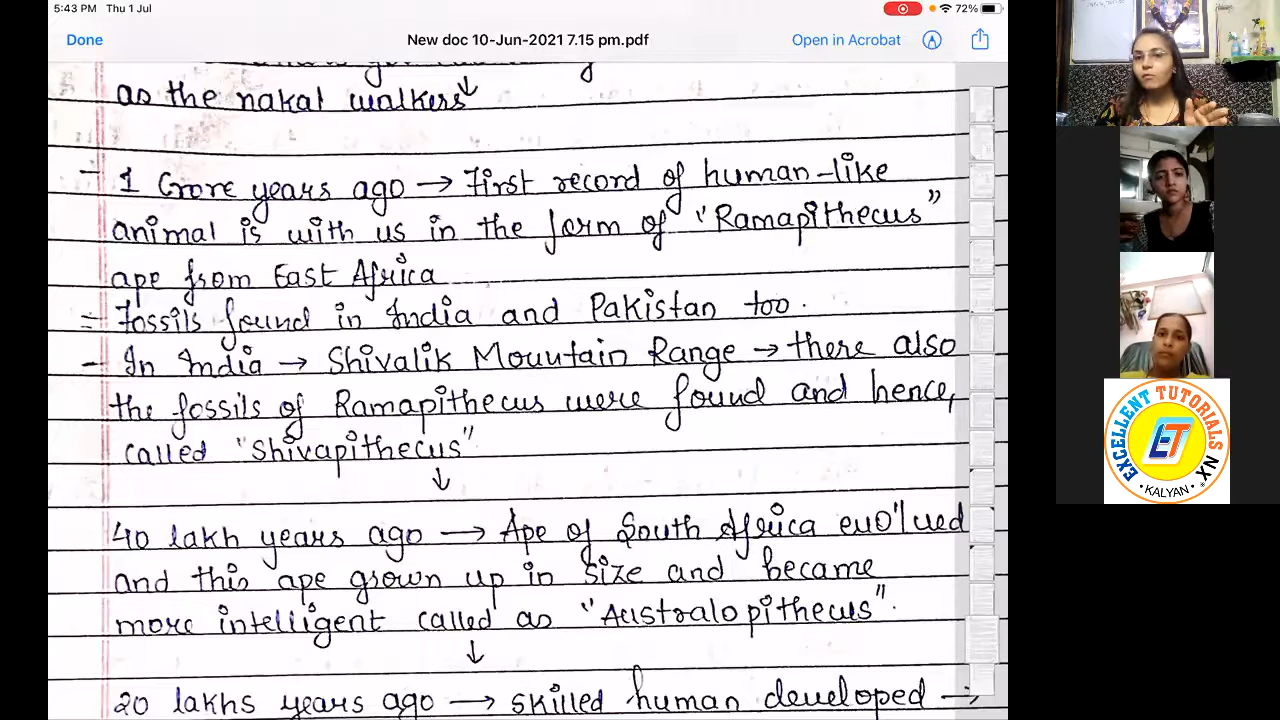 5:43 PM Thu 1 Jul
72%
Done
New doc 10-Jun-2021 7.15 pm.pdf
Open in Acrobat
as the nakal walkers ↓
- 1 Crore years ago → First record of human-like
animal is with us in the form of "Ramapithecus"
ape from East Africa
= Fossils found in India and Pakistan too.
- In India → Shivalik Mountain Range → there also
the fossils of Ramapithecus were found and hence,
called "Shivapithecus"
↓
40 lakh years ago → Ape of South Africa evolved
and this ape grown up in size and became
more intelligent called as "Australopithecus".
↓
20 lakhs years ago → skilled human developed →
EXCELLENT TUTORIALS NX
ET
• KALYAN •